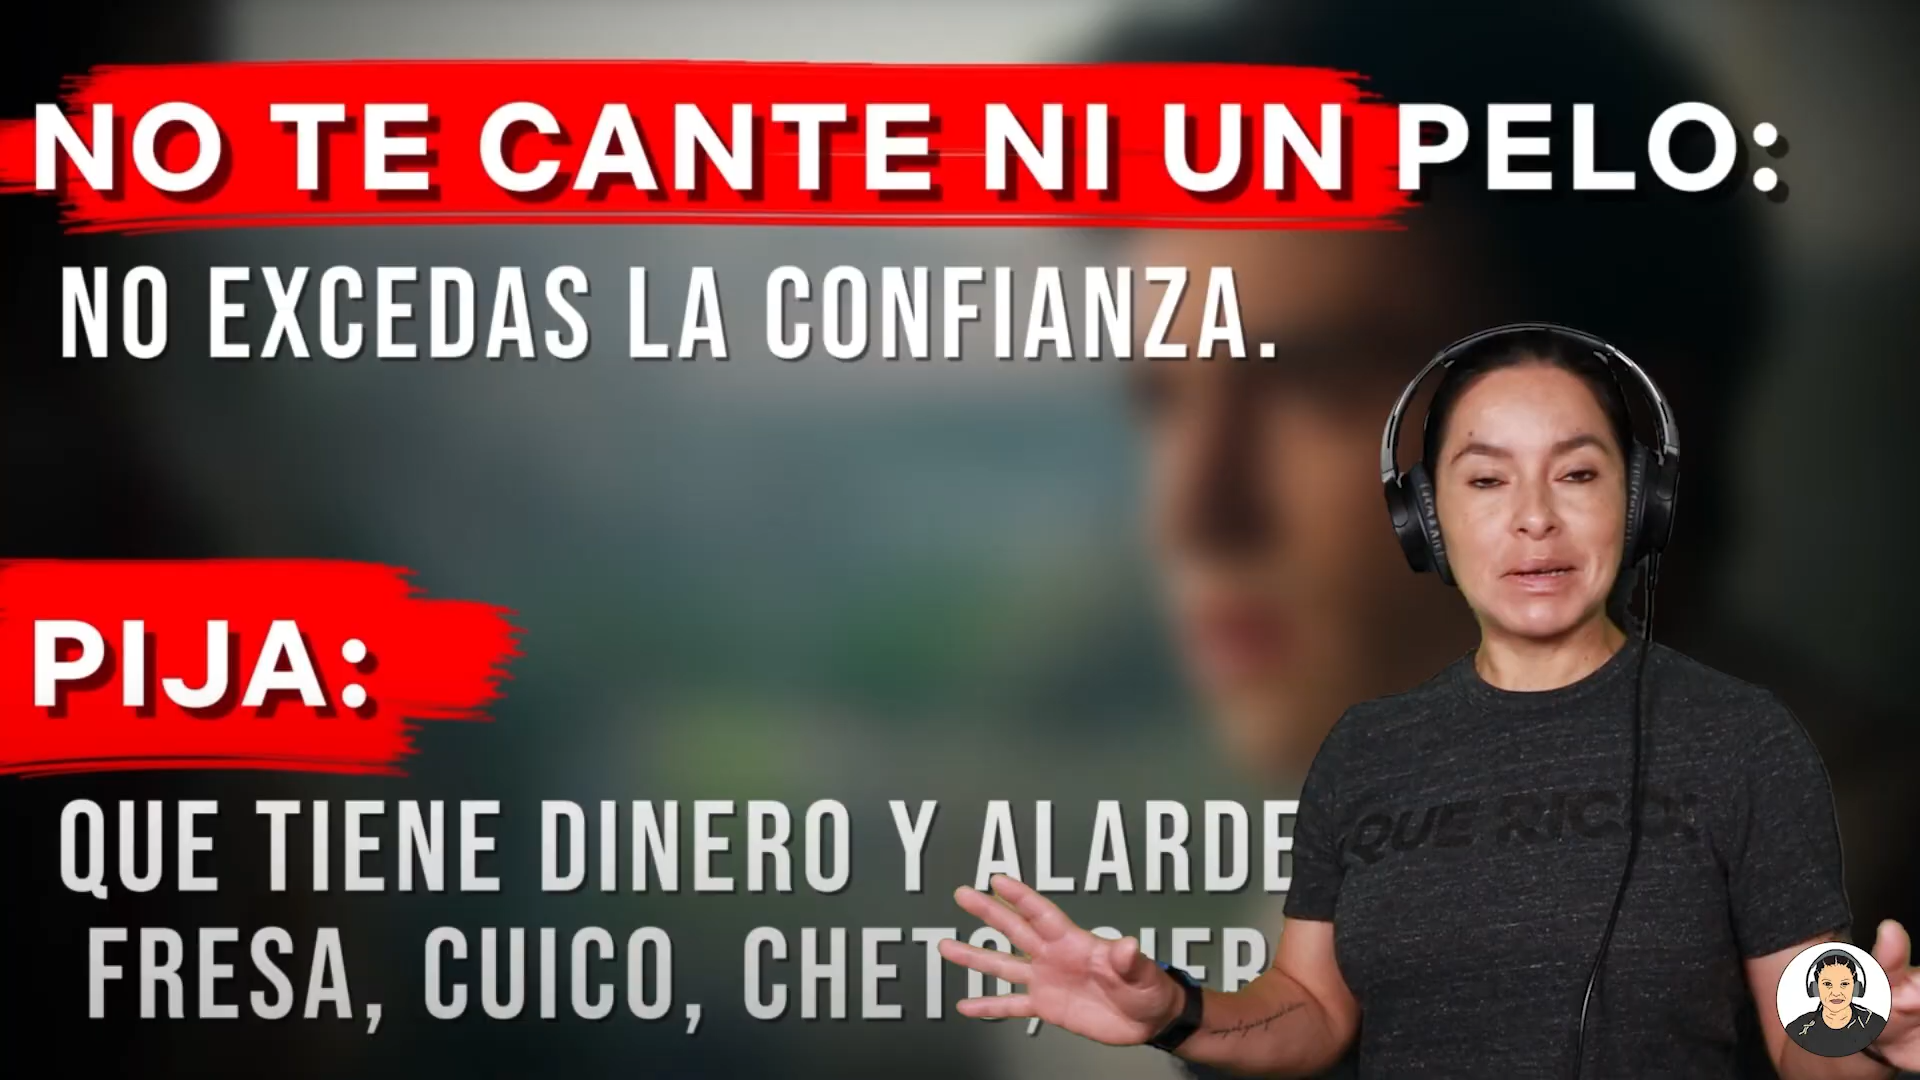 NO TE CANTE NI UN PELO:
NO EXCEDAS LA CONFIANZA.
PIJA:
QUE TIENE DINERO Y ALARDE
FRESA, CUICO, CHETO,
¡QUE RICO!